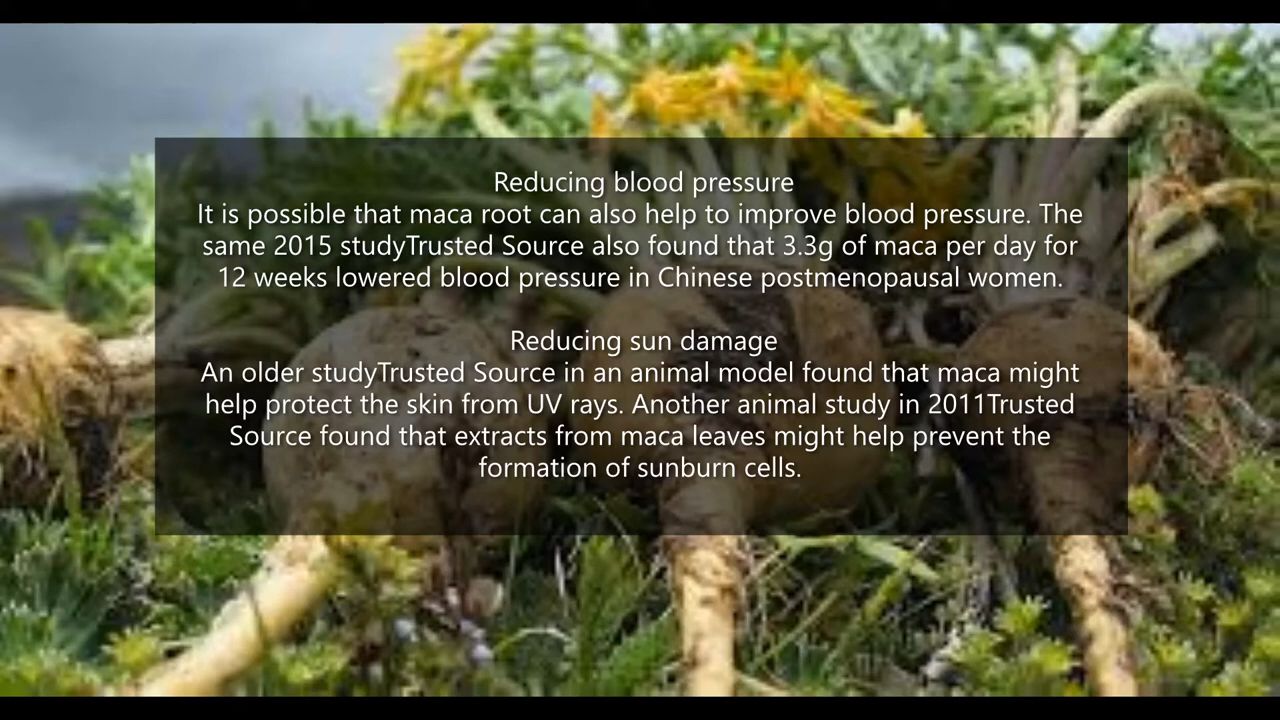 Reducing blood pressure
It is possible that maca root can also help to improve blood pressure. The
same 2015 studyTrusted Source also found that 3.3g of maca per day for
12 weeks lowered blood pressure in Chinese postmenopausal women.
Reducing sun damage
An older studyTrusted Source in an animal model found that maca might
help protect the skin from UV rays. Another animal study in 2011Trusted
Source found that extracts from maca leaves might help prevent the
formation of sunburn cells.